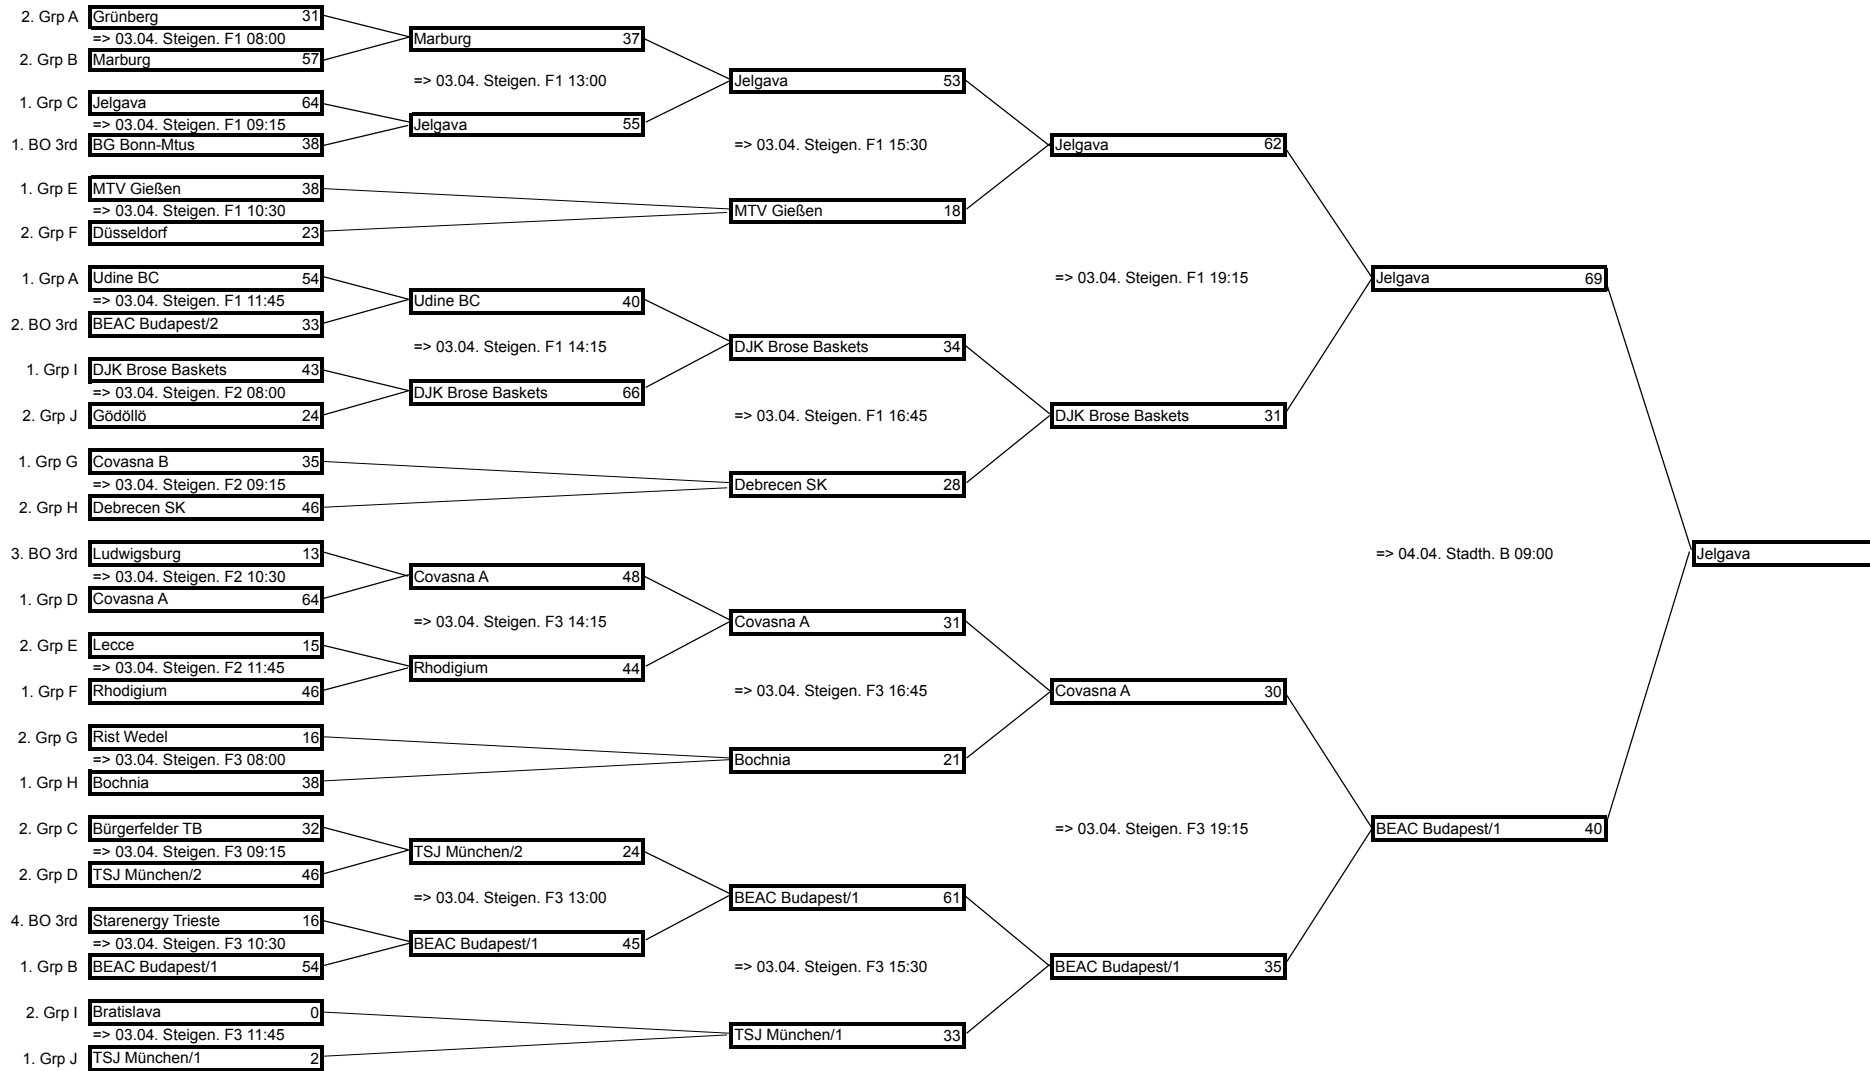 2. Grp A Grünberg 31
=> 03.04. Steigen. F1 08:00
2. Grp B Marburg 57
1. Grp C Jelgava 64
=> 03.04. Steigen. F1 09:15
1. BO 3rd BG Bonn-Mtus 38
1. Grp E MTV Gießen 38
=> 03.04. Steigen. F1 10:30
2. Grp F Düsseldorf 23
1. Grp A Udine BC 54
=> 03.04. Steigen. F1 11:45
2. BO 3rd BEAC Budapest/2 33
1. Grp I DJK Brose Baskets 43
=> 03.04. Steigen. F2 08:00
2. Grp J Gödöllö 24
1. Grp G Covasna B 35
=> 03.04. Steigen. F2 09:15
2. Grp H Debrecen SK 46
3. BO 3rd Ludwigsburg 13
=> 03.04. Steigen. F2 10:30
1. Grp D Covasna A 64
2. Grp E Lecce 15
=> 03.04. Steigen. F2 11:45
1. Grp F Rhodigium 46
2. Grp G Rist Wedel 16
=> 03.04. Steigen. F3 08:00
1. Grp H Bochnia 38
2. Grp C Bürgerfelder TB 32
=> 03.04. Steigen. F3 09:15
2. Grp D TSJ München/2 46
4. BO 3rd Starenergy Trieste 16
=> 03.04. Steigen. F3 10:30
1. Grp B BEAC Budapest/1 54
2. Grp I Bratislava 0
=> 03.04. Steigen. F3 11:45
1. Grp J TSJ München/1 2
Marburg 37
=> 03.04. Steigen. F1 13:00
Jelgava 55
Udine BC 40
=> 03.04. Steigen. F1 14:15
DJK Brose Baskets 66
Covasna A 48
=> 03.04. Steigen. F3 14:15
Rhodigium 44
TSJ München/2 24
=> 03.04. Steigen. F3 13:00
BEAC Budapest/1 45
Jelgava 53
=> 03.04. Steigen. F1 15:30
MTV Gießen 18
DJK Brose Baskets 34
=> 03.04. Steigen. F1 16:45
Debrecen SK 28
Covasna A 31
=> 03.04. Steigen. F3 16:45
Bochnia 21
BEAC Budapest/1 61
=> 03.04. Steigen. F3 15:30
TSJ München/1 33
Jelgava 62
=> 03.04. Steigen. F1 19:15
DJK Brose Baskets 31
Covasna A 30
=> 03.04. Steigen. F3 19:15
BEAC Budapest/1 35
Jelgava 69
=> 04.04. Stadth. B 09:00
BEAC Budapest/1 40
Jelgava